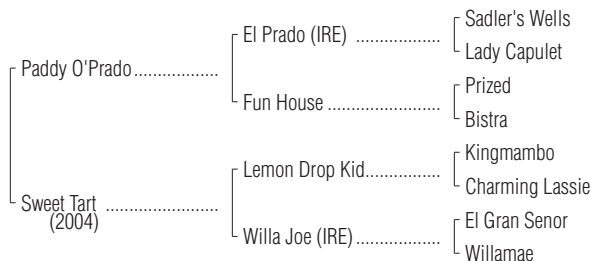 Sadler's Wells
El Prado (IRE) ...................
Lady Capulet
Paddy O'Prado...................
Prized
Fun House .........................
Bistra
Kingmambo
Lemon Drop Kid.................
Charming Lassie
Sweet Tart .........................
(2004)
El Gran Senor
Willa Joe (IRE)...................
Willamae